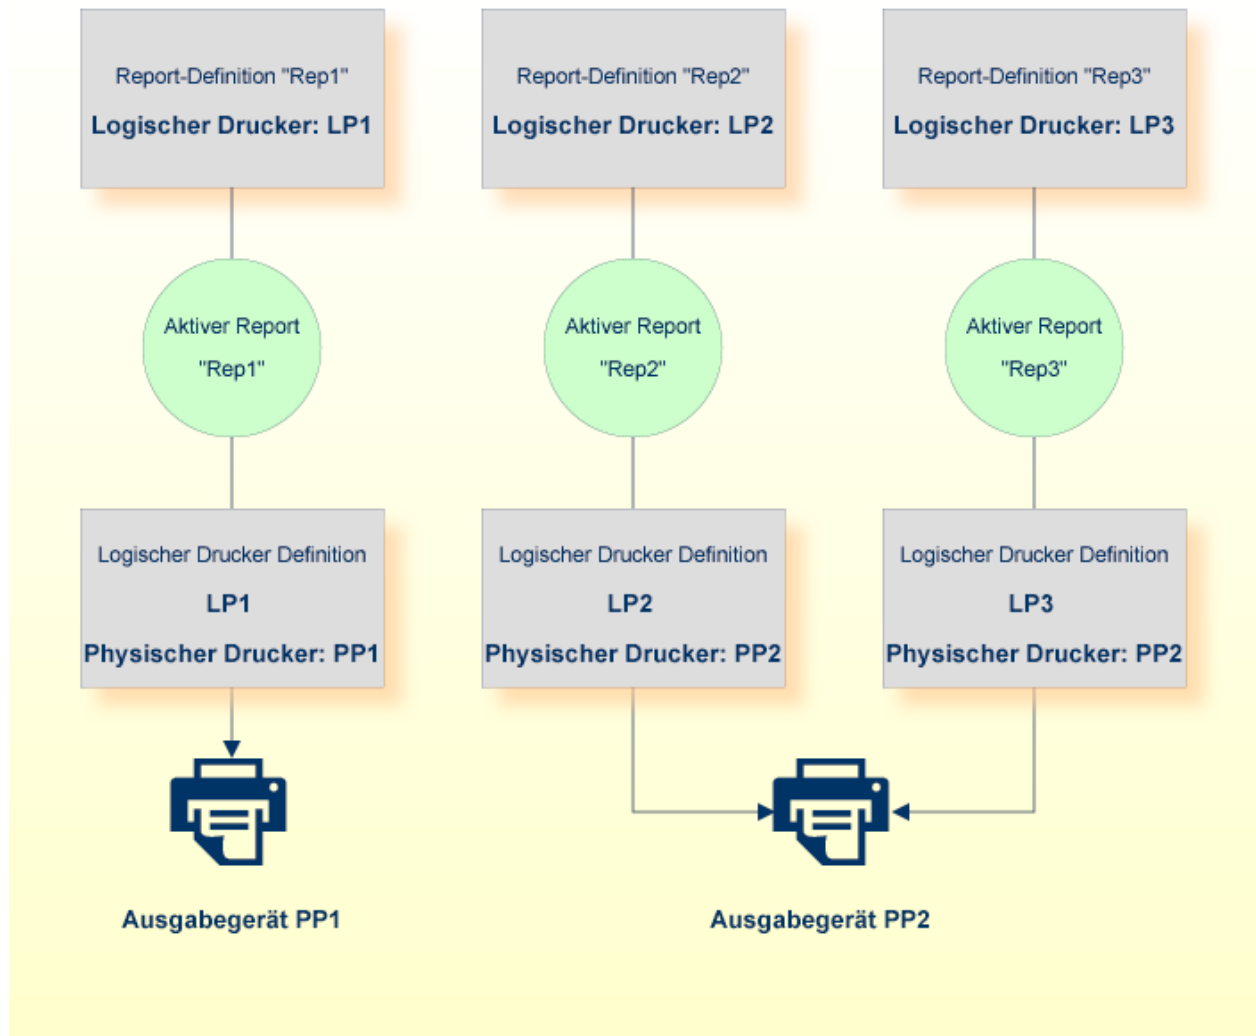 Report-Definition "Rep1"
Logischer Drucker: LP1
Report-Definition "Rep2"
Logischer Drucker: LP2
Report-Definition "Rep3"
Logischer Drucker: LP3
Aktiver Report
"Rep1"
Aktiver Report
"Rep2"
Aktiver Report
"Rep3"
Logischer Drucker Definition
LP1
Physischer Drucker: PP1
Logischer Drucker Definition
LP2
Physischer Drucker: PP2
Logischer Drucker Definition
LP3
Physischer Drucker: PP2
Ausgabegerät PP1
Ausgabegerät PP2